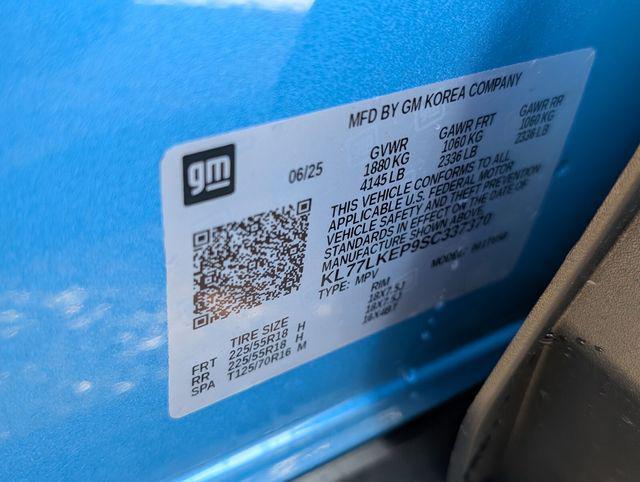 MFD BY GM KOREA COMPANY
gm
06/25
GVWR
1880 KG
4145 LB
GAWR FRT
1060 KG
2336 LB
GAWR RR
1060 KG
2336 LB
THIS VEHICLE CONFORMS TO ALL
APPLICABLE U.S. FEDERAL MOTOR
VEHICLE SAFETY AND THEFT PREVENTION
STANDARDS IN EFFECT ON THE DATE OF
MANUFACTURE SHOWN ABOVE.
KL77LKEP9SC337370
TYPE: MPV
MODEL:
TIRE SIZE
RIM
FRT 225/55R18 H 18X7.5J
RR 225/55R18 H 18X7.5J
SPA T125/70R16 M 16X4BT